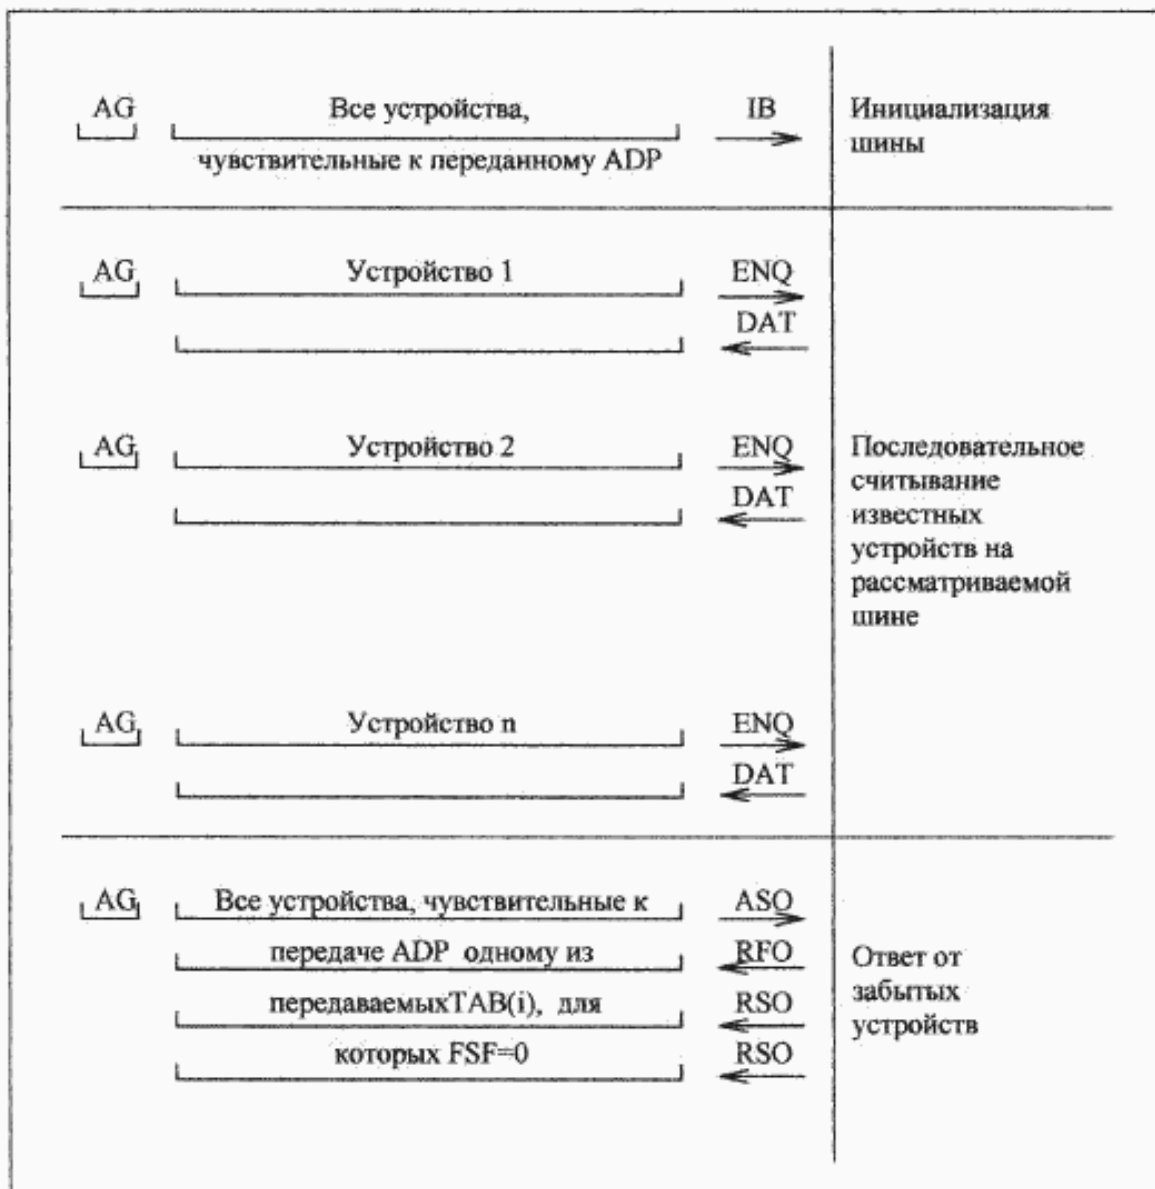 AG Все устройства, IB Инициализация
чувствительные к переданному ADP шины
AG Устройство 1 ENQ
DAT
AG Устройство 2 ENQ Последовательное
считывание
DAT известных
устройств на
рассматриваемой
шине
AG Устройство n ENQ
DAT
AG Все устройства, чувствительные к ASO
передаче ADP одному из RFO Ответ от
передаваемыхTAB(i), для RSO забытых
устройств
которых FSF=0 RSO